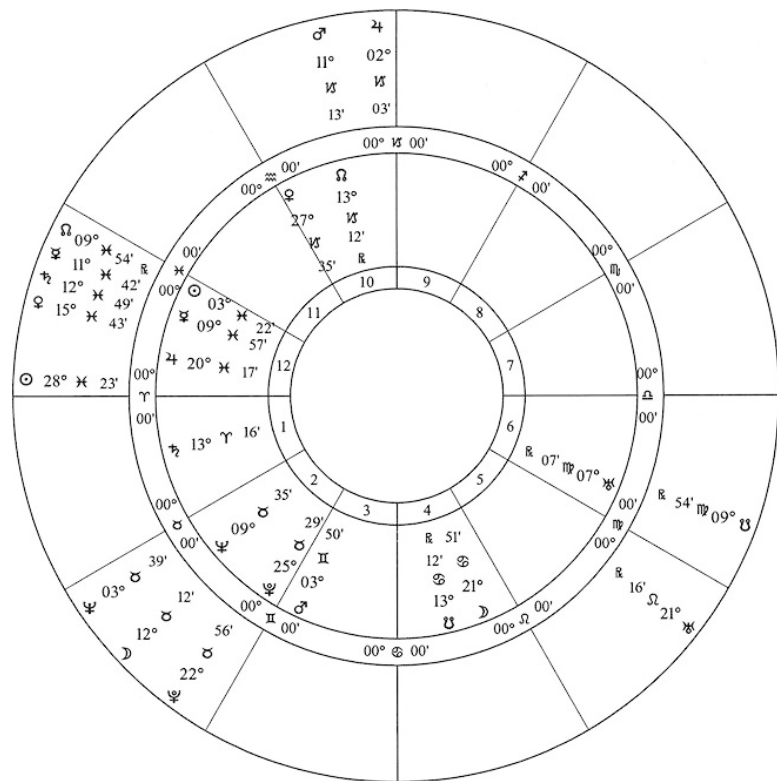 ♂ ♃
11° 02°
♑ ♑
13' 03'
00° ♑ 00'
00° ♒ 00'
00° ♐ 00'
♀ 27° ♑ 35'
☊ 13° ♑ 12' ℞
00° ♓ 00'
00° ♏ 00'
☊ 09° ♓ 54' ℞
☿ 11° ♓ 42'
♄ 12° ♓ 49'
♀ 15° ♓ 43'
☉ 28° ♓ 23'
☉ 03° ♓ 22'
☿ 09° ♓ 57'
♃ 20° ♓ 17'
10 9
11 8
12 7
1 6
2 5
3 4
00° ♈ 00'
00° ♎ 00'
♄ 13° ♈ 16'
℞ 07' ♍ 07° ♅
℞ 54' ♍ 09° ☋
00° ♉ 00'
00° ♍ 00'
♆ 09° ♉ 35'
♇ 25° ♉ 29'
♂ 03° ♊ 50'
℞ 12' ♋ 13° ☋
51' ♋ 21° ☽
℞ 16' ♌ 21° ♅
♆ 03° ♉ 39'
☽ 12° ♉ 12'
♇ 22° ♉ 56'
00° ♊ 00'
00° ♌ 00'
00° ♋ 00'